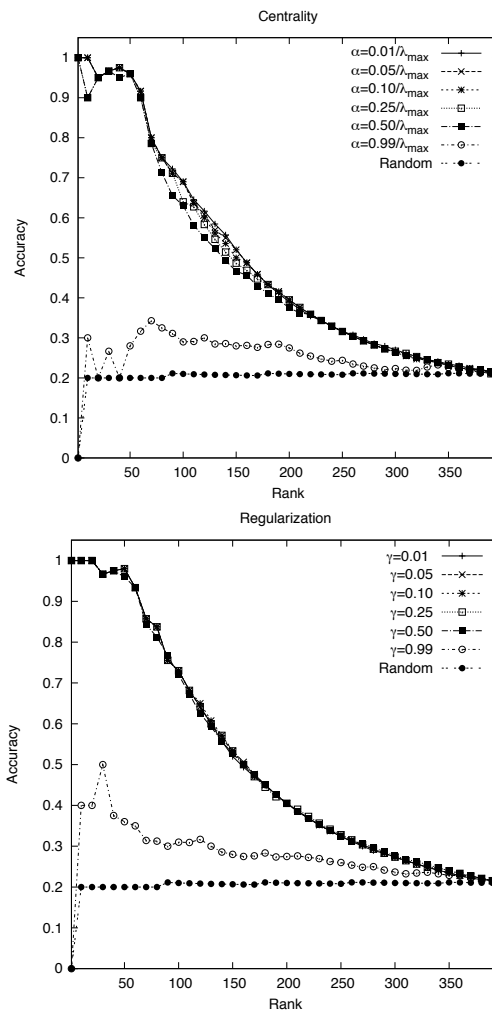 Centrality
α=0.01/λmax
α=0.05/λmax
α=0.10/λmax
α=0.25/λmax
α=0.50/λmax
α=0.99/λmax
Random
1
0.9
0.8
0.7
0.6
0.5
0.4
0.3
0.2
0.1
0
Accuracy
50 100 150 200 250 300 350
Rank
Regularization
γ=0.01
γ=0.05
γ=0.10
γ=0.25
γ=0.50
γ=0.99
Random
1
0.9
0.8
0.7
0.6
0.5
0.4
0.3
0.2
0.1
0
Accuracy
50 100 150 200 250 300 350
Rank